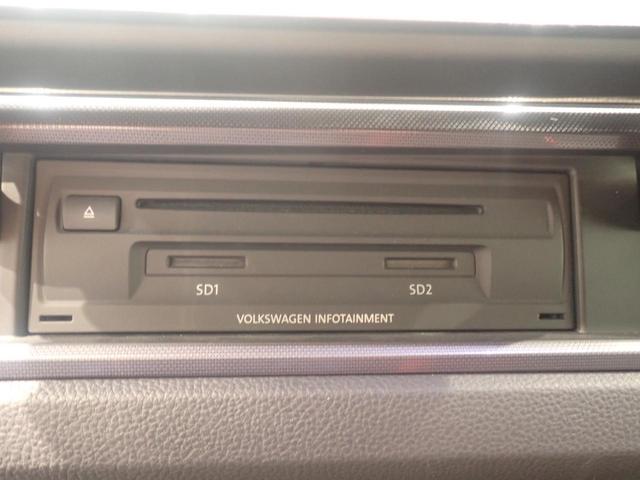 SD1 SD2
VOLKSWAGEN INFOTAINMENT